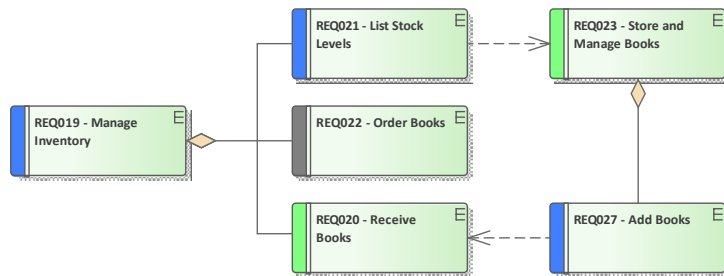 REQ021 - List Stock
Levels
REQ023 - Store and
Manage Books
REQ019 - Manage
Inventory
REQ022 - Order Books
REQ020 - Receive
Books
REQ027 - Add Books